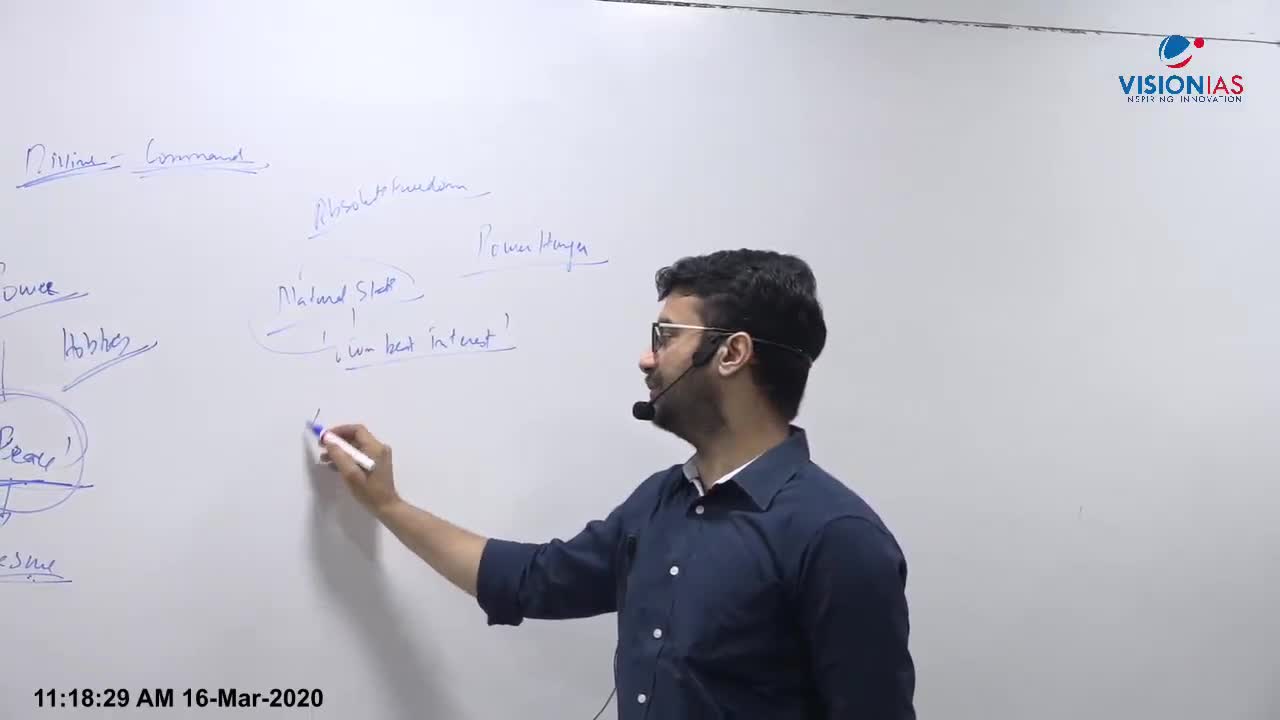 VISIONIAS
INSPIRING INNOVATION
Divine - Command
Absolute Freedom
Power Hunger
Power
Natural State
Hobbes
'own best interest'
Peace'
11:18:29 AM 16-Mar-2020